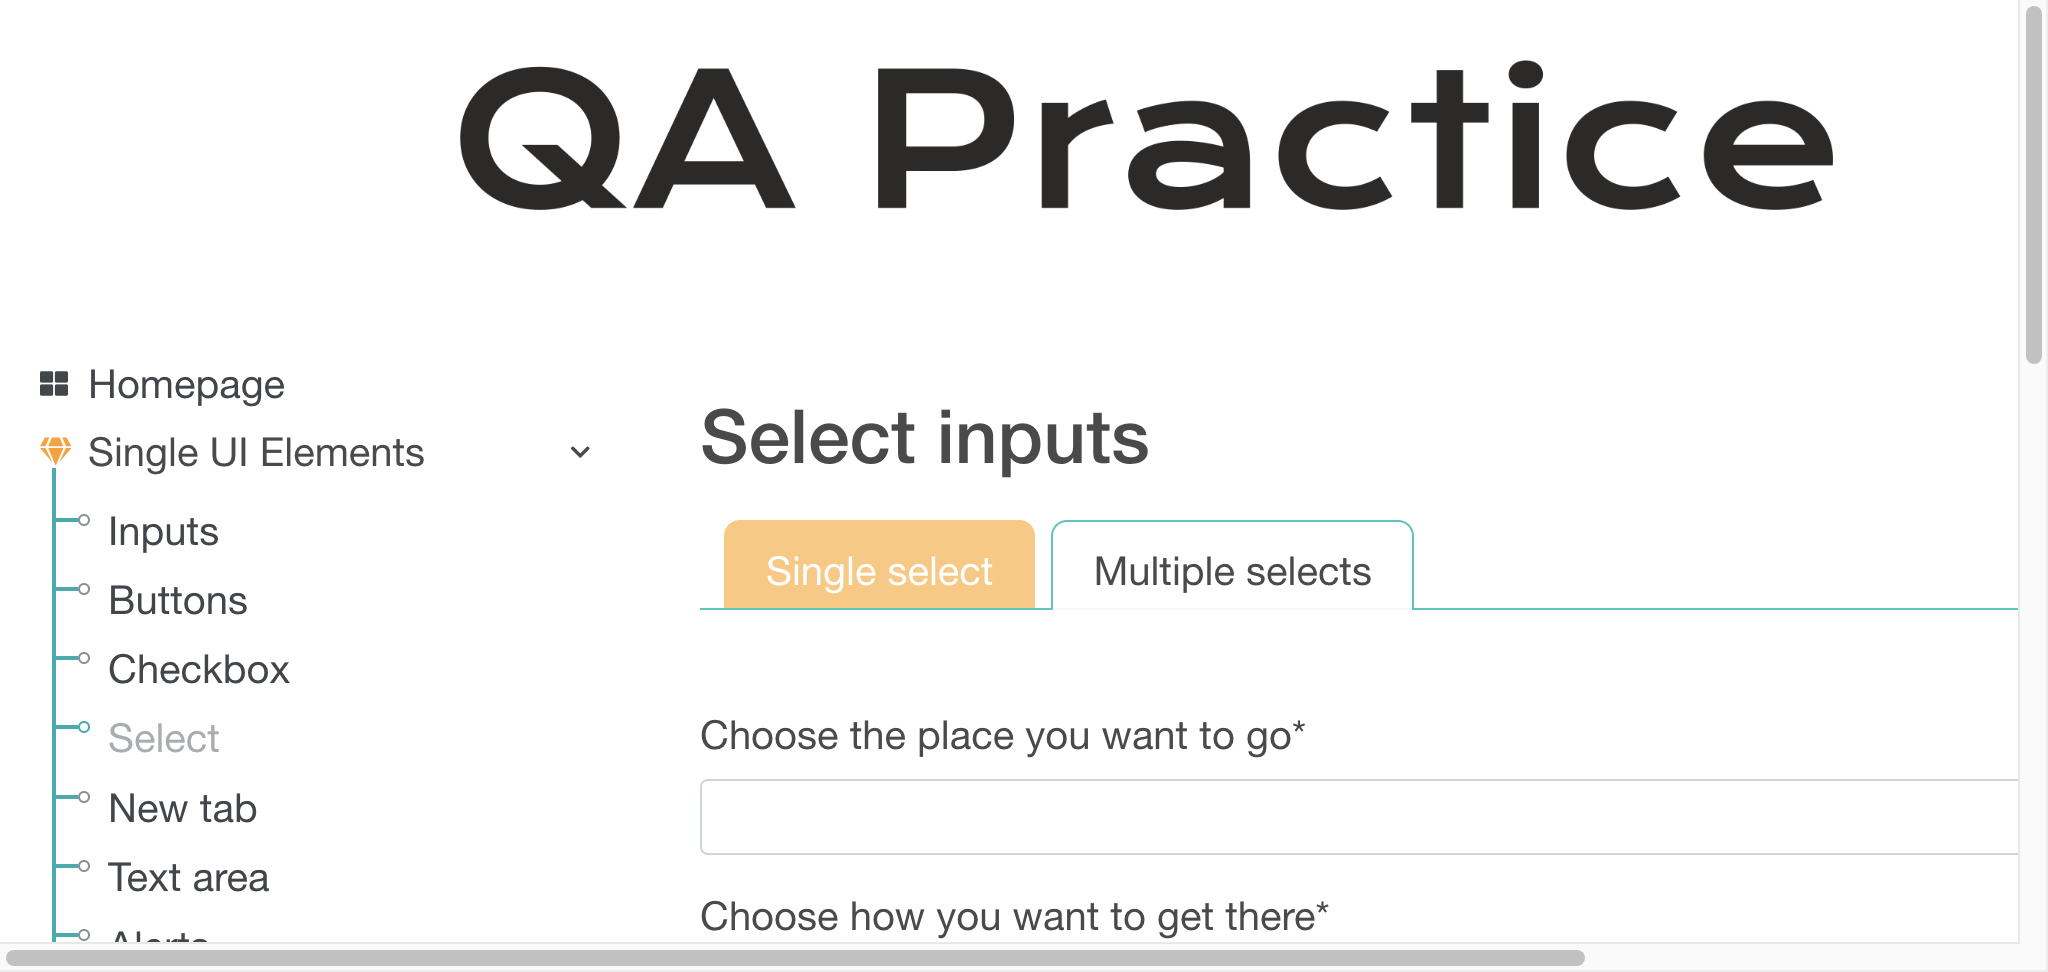 QA Practice
Homepage
Single UI Elements
Inputs
Buttons
Checkbox
Select
New tab
Text area
Alerts
Select inputs
Single select
Multiple selects
Choose the place you want to go*
Choose how you want to get there*